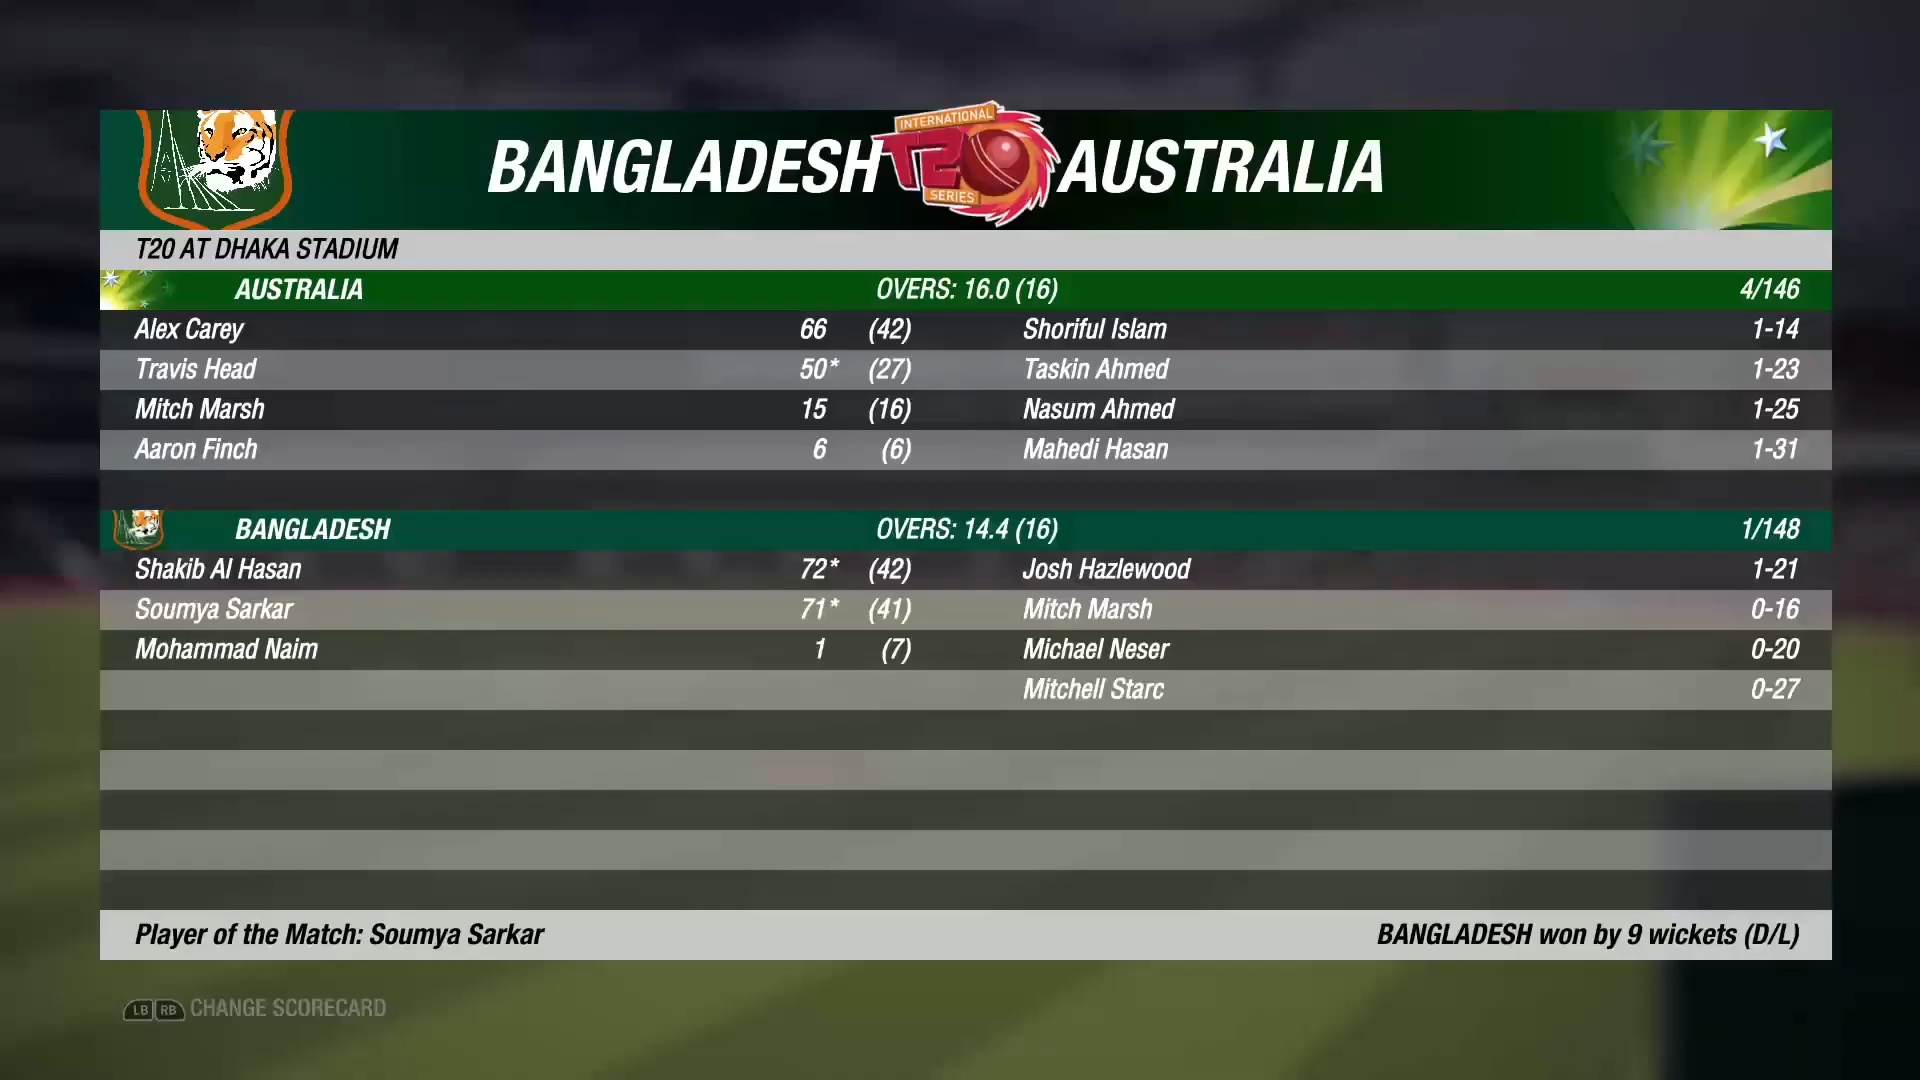 BANGLADESH INTERNATIONAL T20 SERIES AUSTRALIA
T20 AT DHAKA STADIUM
AUSTRALIA OVERS: 16.0 (16) 4/146
Alex Carey 66 (42) Shoriful Islam 1-14
Travis Head 50* (27) Taskin Ahmed 1-23
Mitch Marsh 15 (16) Nasum Ahmed 1-25
Aaron Finch 6 (6) Mahedi Hasan 1-31
BANGLADESH OVERS: 14.4 (16) 1/148
Shakib Al Hasan 72* (42) Josh Hazlewood 1-21
Soumya Sarkar 71* (41) Mitch Marsh 0-16
Mohammad Naim 1 (7) Michael Neser 0-20
Mitchell Starc 0-27
Player of the Match: Soumya Sarkar BANGLADESH won by 9 wickets (D/L)
LB RB CHANGE SCORECARD